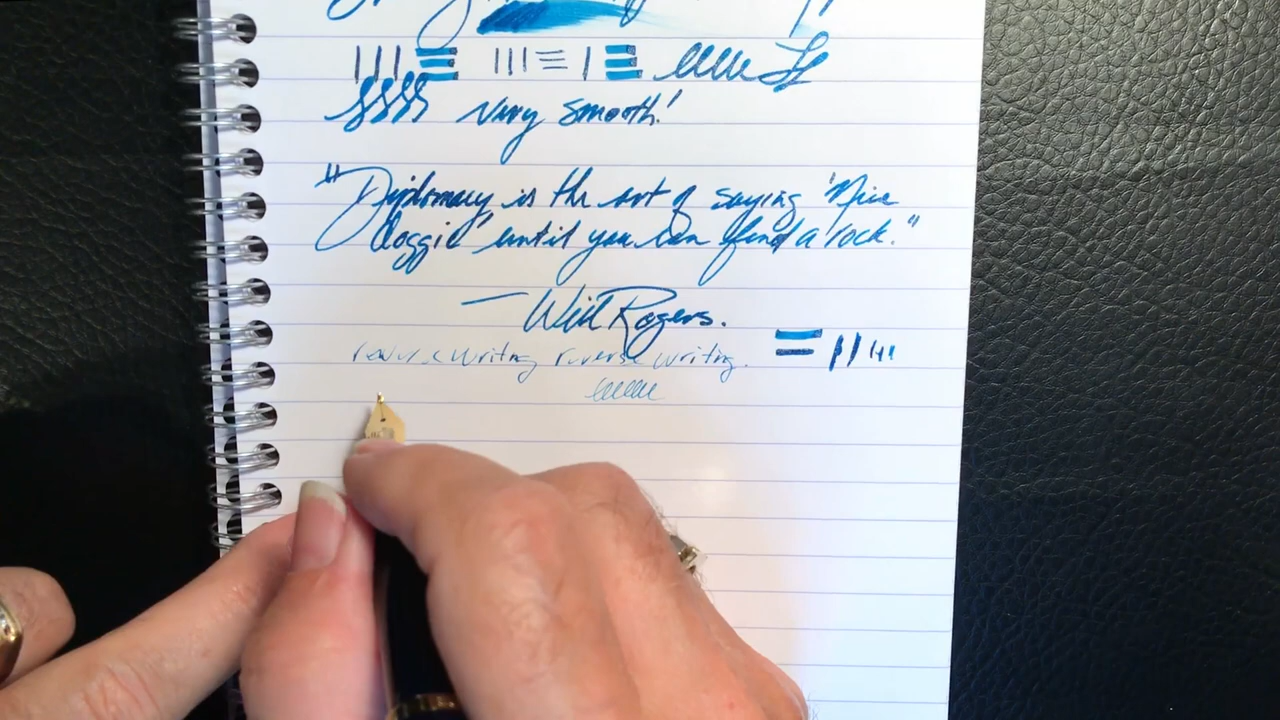 Very smooth!
"Diplomacy is the art of saying 'Nice
doggie' until you can find a rock."
— Will Rogers.
reverse writing reverse writing.